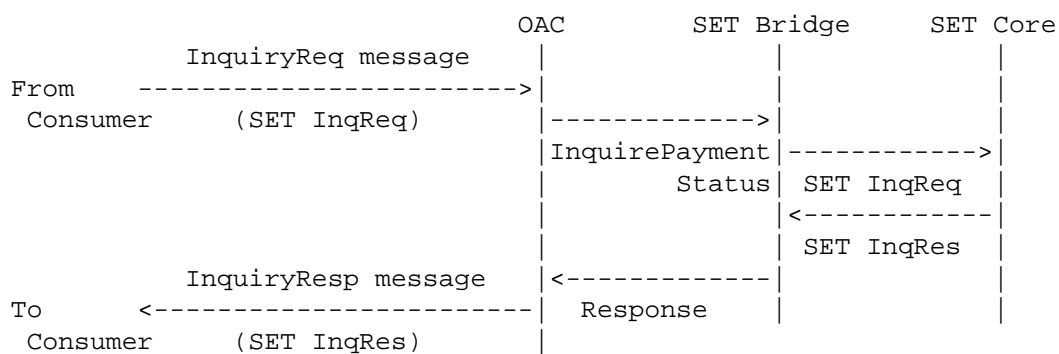 OAC SET Bridge SET Core
InquiryReq message
From
Consumer (SET InqReq)
InquirePayment
Status SET InqReq
SET InqRes
InquiryResp message
To Response
Consumer (SET InqRes)